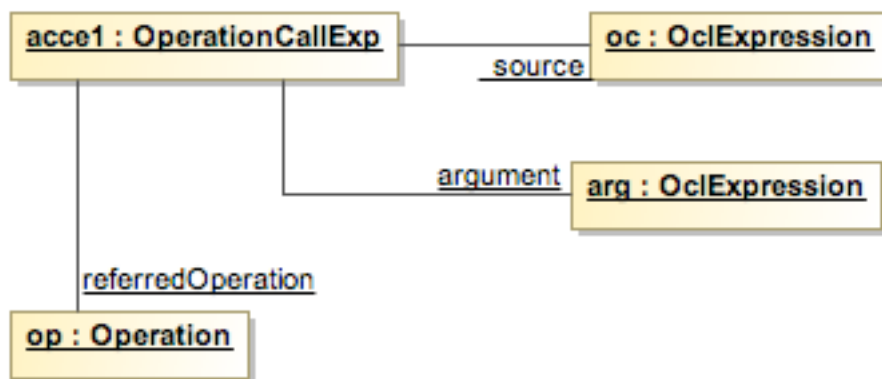 acce1 : OperationCallExp
oc : OclExpression
source
argument
arg : OclExpression
referredOperation
op : Operation